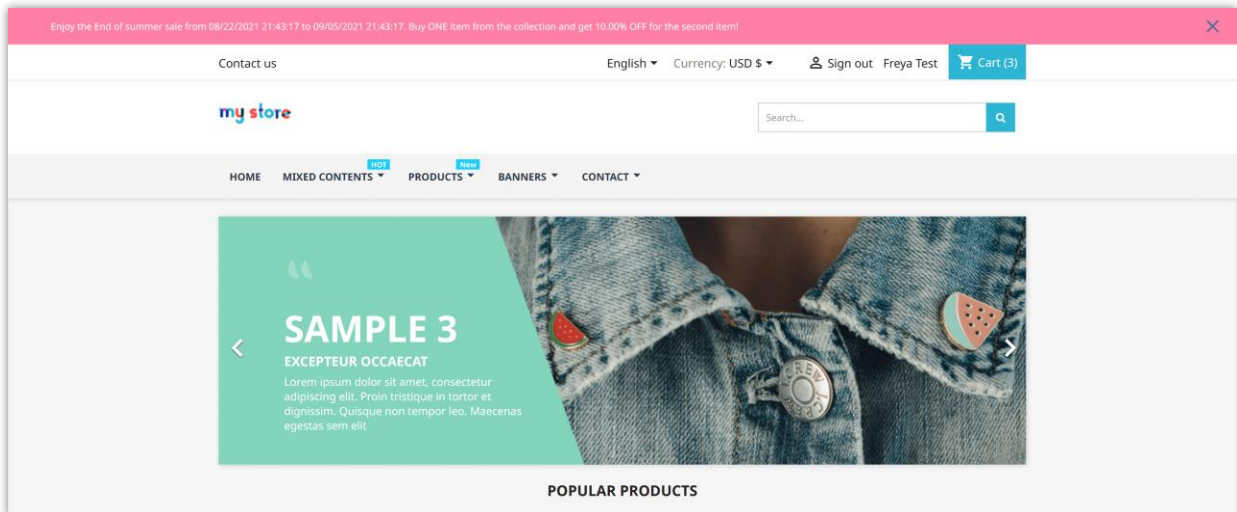 Enjoy the End of summer sale from 08/22/2021 21:43:17 to 09/05/2021 21:43:17. Buy ONE item from the collection and get 10.00% OFF for the second item!
Contact us
English
Currency: USD $
Sign out
Freya Test
Cart (3)
my store
Search...
HOT
New
HOME
MIXED CONTENTS
PRODUCTS
BANNERS
CONTACT
“
SAMPLE 3
EXCEPTEUR OCCAECAT
Lorem ipsum dolor sit amet, consectetur
adipiscing elit. Proin tristique in tortor et
dignissim. Quisque non tempor leo. Maecenas
egestas sem elit
J.CREW
POPULAR PRODUCTS